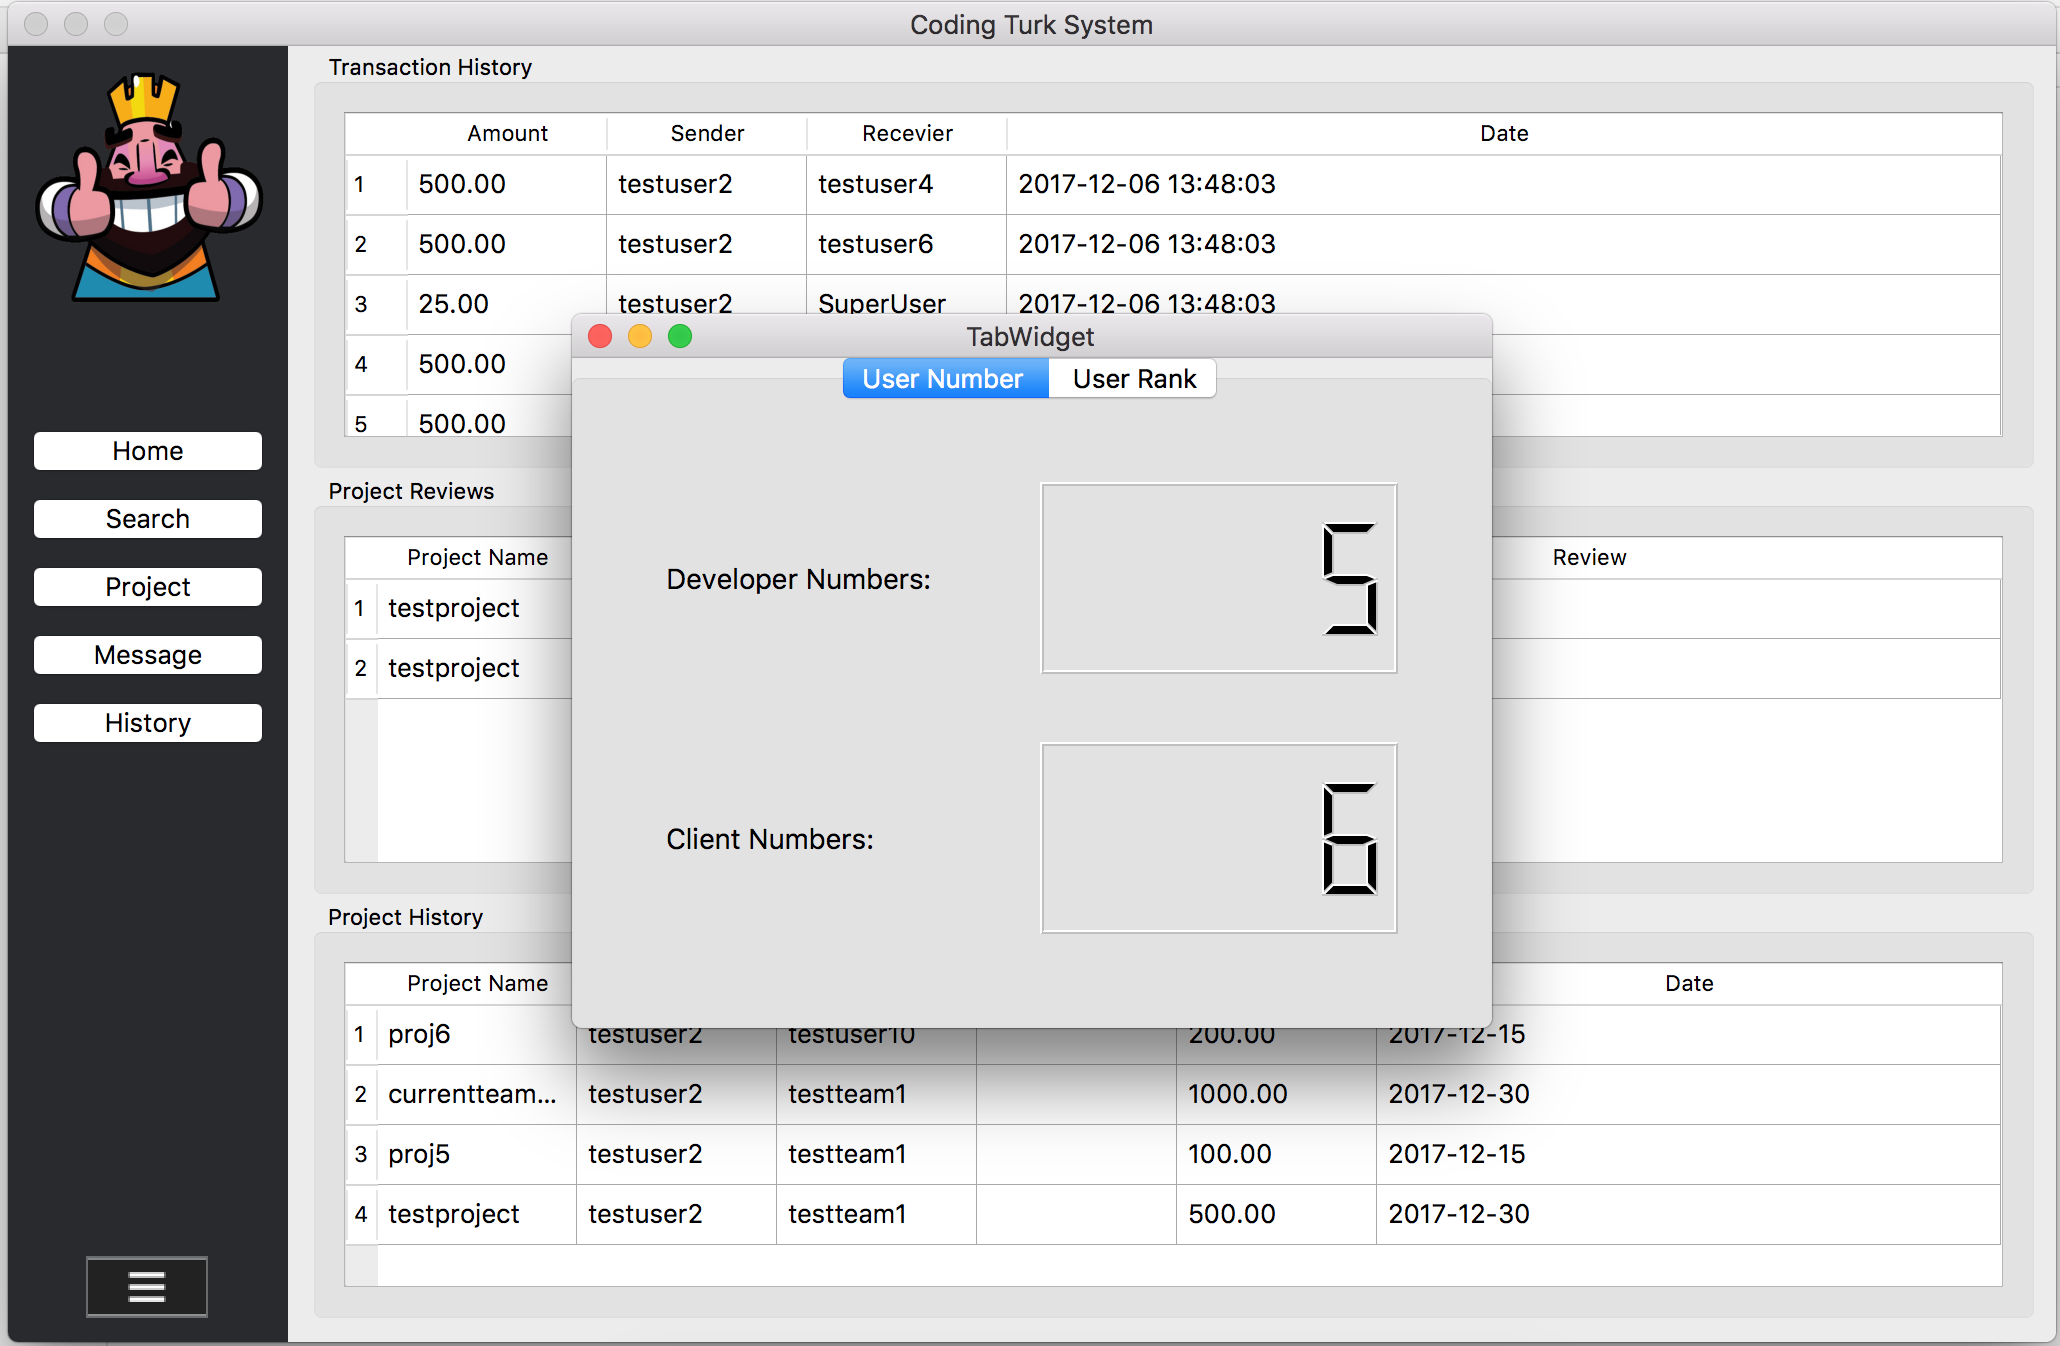 Coding Turk System
Transaction History
Amount Sender Recevier Date
1 500.00 testuser2 testuser4 2017-12-06 13:48:03
2 500.00 testuser2 testuser6 2017-12-06 13:48:03
3 25.00 testuser2 SuperUser 2017-12-06 13:48:03
4 500.00
5 500.00
TabWidget
User Number User Rank
Developer Numbers: 5
Client Numbers: 6
Home
Search
Project
Message
History
Project Reviews
Project Name Review
1 testproject
2 testproject
Project History
Project Name Date
1 proj6 testuser2 testuser10 200.00 2017-12-15
2 currentteam... testuser2 testteam1 1000.00 2017-12-30
3 proj5 testuser2 testteam1 100.00 2017-12-15
4 testproject testuser2 testteam1 500.00 2017-12-30